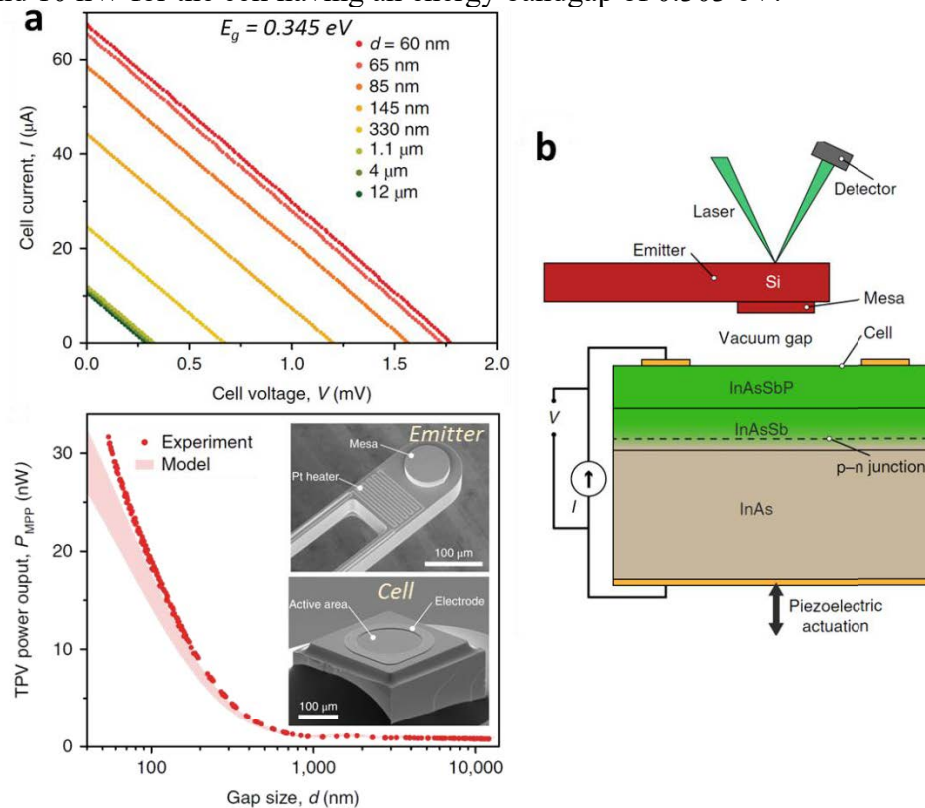 a
E_g = 0.345 eV
d = 60 nm
65 nm
85 nm
145 nm
330 nm
1.1 μm
4 μm
12 μm
Cell current, I (μA)
60
40
20
0
0.0 0.5 1.0 1.5 2.0
Cell voltage, V (mV)
Experiment
Model
Emitter
Mesa
Pt heater
100 μm
Cell
Active area
Electrode
100 μm
TPV power ouput, P_MPP (nW)
30
20
10
0
100 1,000 10,000
Gap size, d (nm)
b
Detector
Laser
Emitter
Si
Mesa
Vacuum gap
Cell
InAsSbP
InAsSb
V
p–n junction
I
InAs
Piezoelectric
actuation